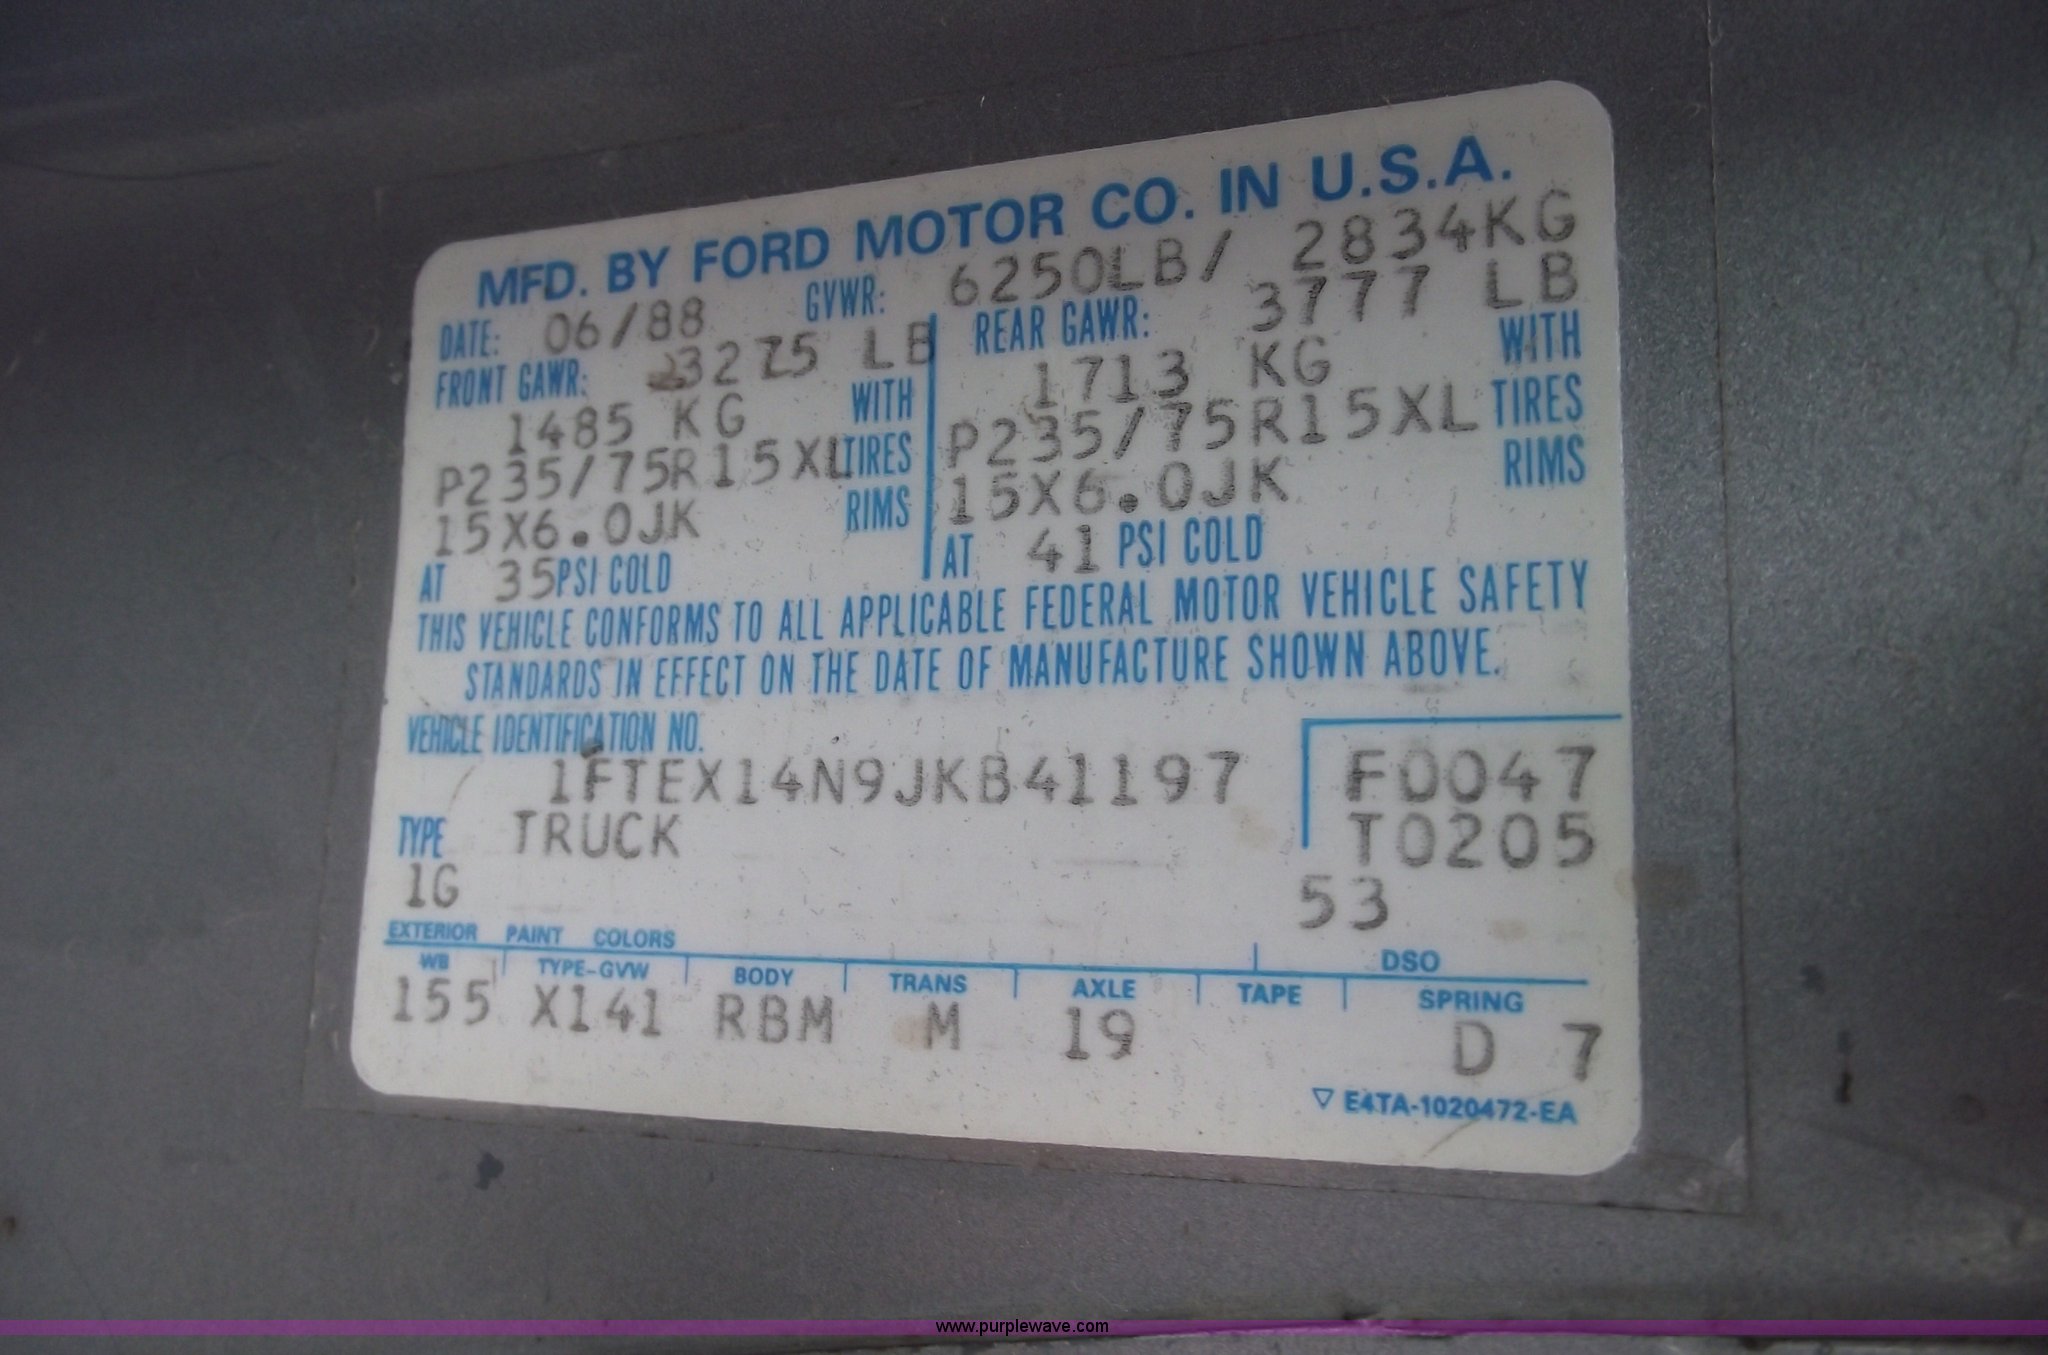 MFD. BY FORD MOTOR CO. IN U.S.A.
DATE: 06/88 GVWR: 6250LB/ 2834KG
FRONT GAWR: 3275 LB
1485 KG WITH
P235/75R15XL TIRES
15X6.0JK RIMS
AT 35 PSI COLD
REAR GAWR: 3777 LB
1713 KG WITH
P235/75R15XL TIRES
15X6.0JK RIMS
AT 41 PSI COLD
THIS VEHICLE CONFORMS TO ALL APPLICABLE FEDERAL MOTOR VEHICLE SAFETY
STANDARDS IN EFFECT ON THE DATE OF MANUFACTURE SHOWN ABOVE.
VEHICLE IDENTIFICATION NO.
1FTEX14N9JKB41197 F0047
TYPE TRUCK T0205
1G 53
EXTERIOR PAINT COLORS DSO
WB TYPE-GVW BODY TRANS AXLE TAPE SPRING
155 X141 RBM M 19 D 7
E4TA-1020472-EA
www.purplewave.com